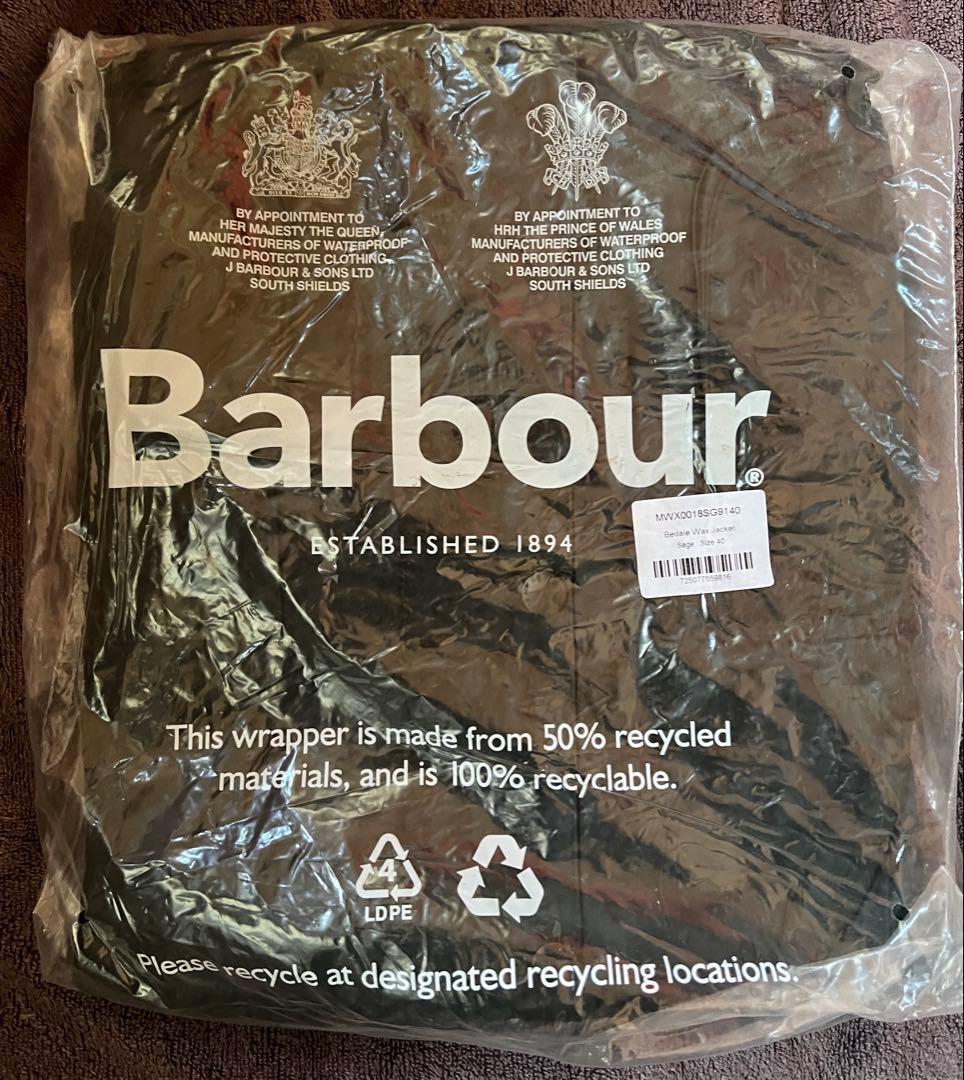 BY APPOINTMENT TO
HER MAJESTY THE QUEEN,
MANUFACTURERS OF WATERPROOF
AND PROTECTIVE CLOTHING
J BARBOUR & SONS LTD
SOUTH SHIELDS
BY APPOINTMENT TO
HRH THE PRINCE OF WALES
MANUFACTURERS OF WATERPROOF
AND PROTECTIVE CLOTHING
J BARBOUR & SONS LTD
SOUTH SHIELDS
Barbour®
ESTABLISHED 1894
MWX0018SG9140
Bedale Wax Jacket
Sage Size 40
725077559816
This wrapper is made from 50% recycled
materials, and is 100% recyclable.
4
LDPE
Please recycle at designated recycling locations.